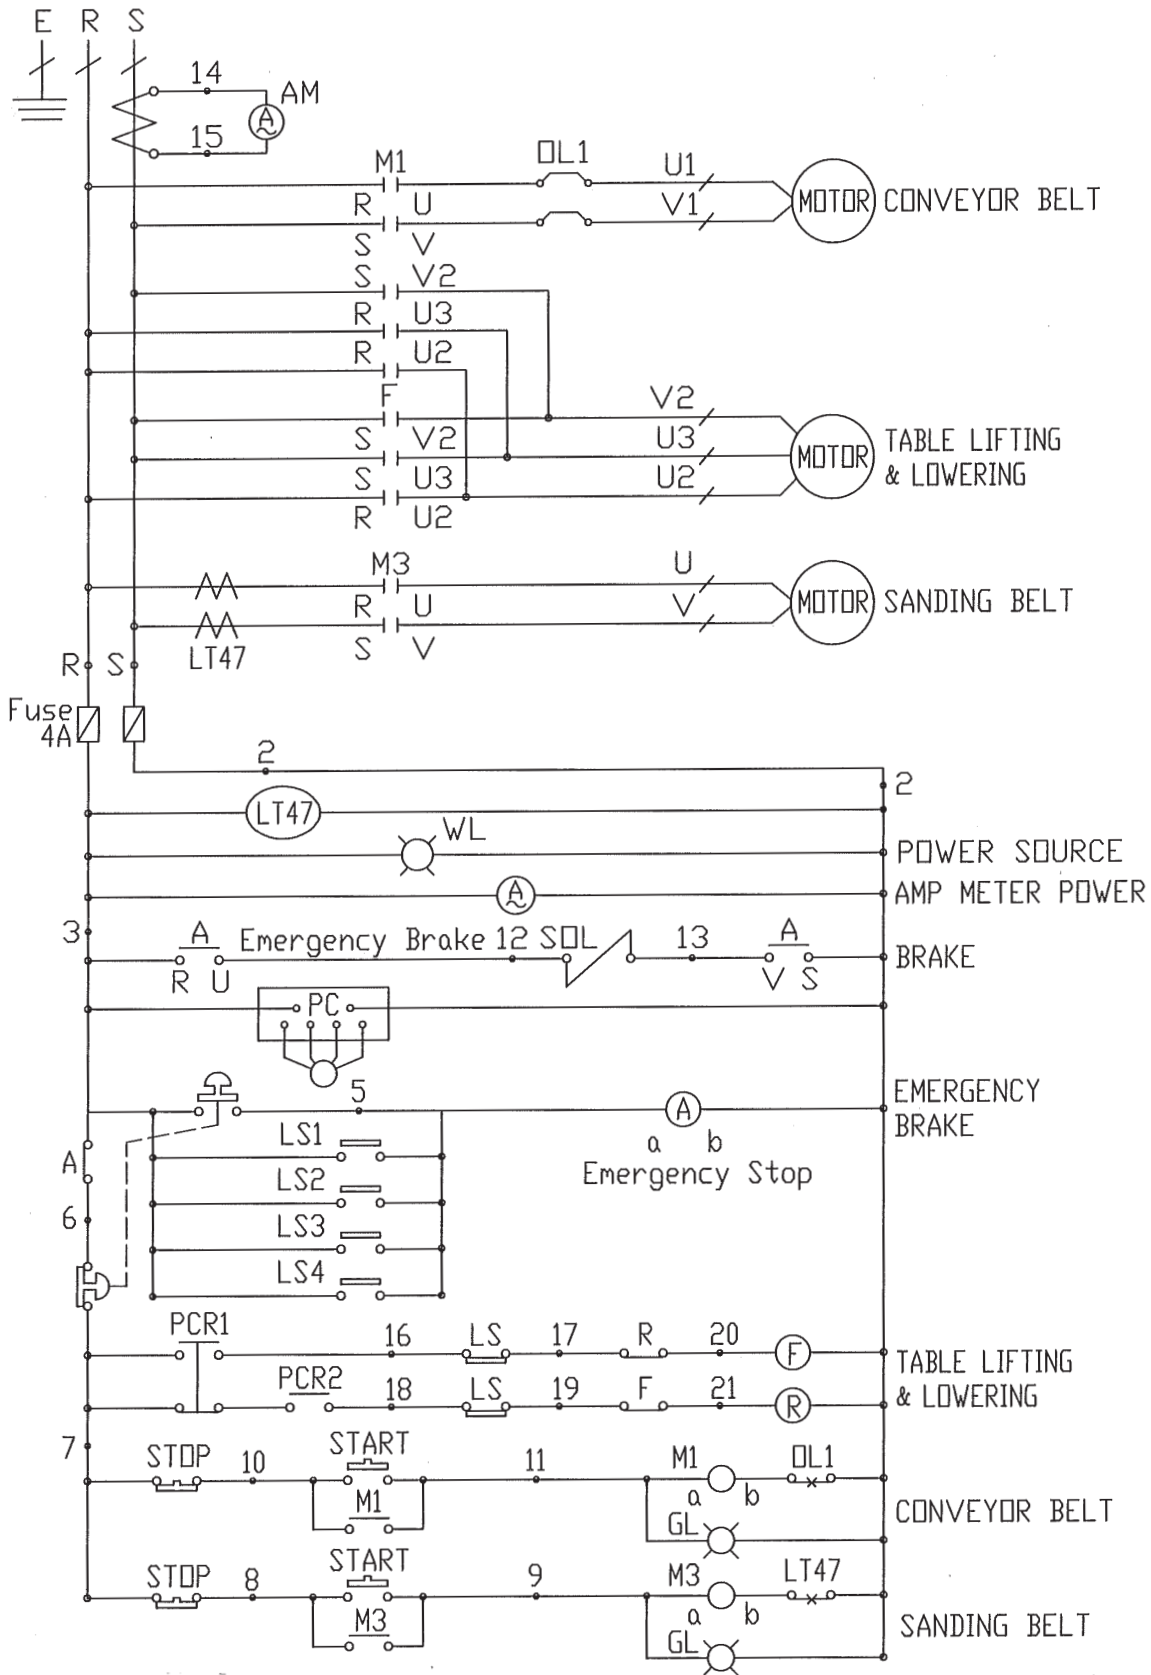 E R S
14
AM
A
15
M1 OL1 U1
MOTOR CONVEYOR BELT
R U V1
S V
S V2
R U3
R U2
F V2
S V2 U3 MOTOR TABLE LIFTING
& LOWERING
S U3 U2
R U2
M3 U
MOTOR SANDING BELT
R U V
S V
LT47
R S
Fuse
4A
2
2
LT47
WL
POWER SOURCE
A AMP METER POWER
3
A Emergency Brake 12 SOL 13 A
BRAKE
R U V S
PC
5
EMERGENCY
BRAKE
A
a b
Emergency Stop
LS1
A
LS2
6
LS3
LS4
PCR1 16 LS 17 R 20
F
TABLE LIFTING
& LOWERING
PCR2 18 LS 19 F 21
R
7
STOP 10 START 11 M1 OL1
M1 a b
CONVEYOR BELT
GL
STOP 8 START 9 M3 LT47
M3 a b
SANDING BELT
GL